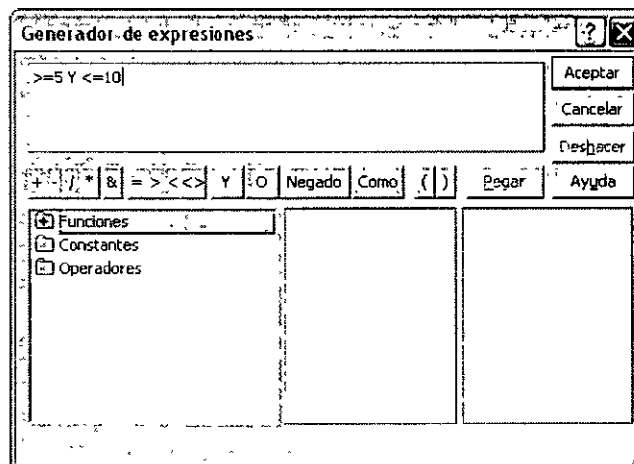 Generador de expresiones ?
>=5 Y <=10
Aceptar
Cancelar
Deshacer
+ - / * & = > < <> Y O Negado Como ( ) Pegar Ayuda
Funciones
Constantes
Operadores